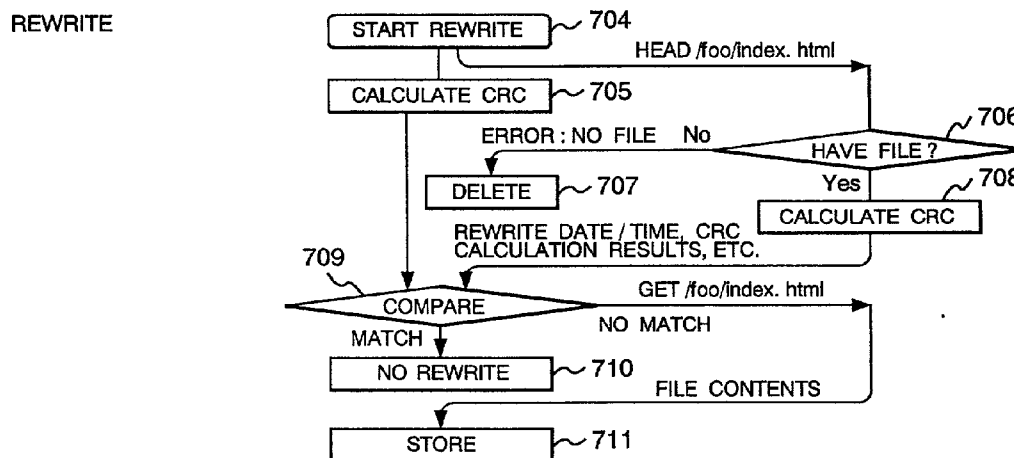 REWRITE
START REWRITE 704
HEAD /foo/index. html
CALCULATE CRC 705
706
ERROR : NO FILE No
HAVE FILE ?
DELETE 707
Yes
708
CALCULATE CRC
REWRITE DATE / TIME, CRC
CALCULATION RESULTS, ETC.
709
COMPARE
GET /foo/index. html
MATCH
NO MATCH
NO REWRITE 710
FILE CONTENTS
STORE 711